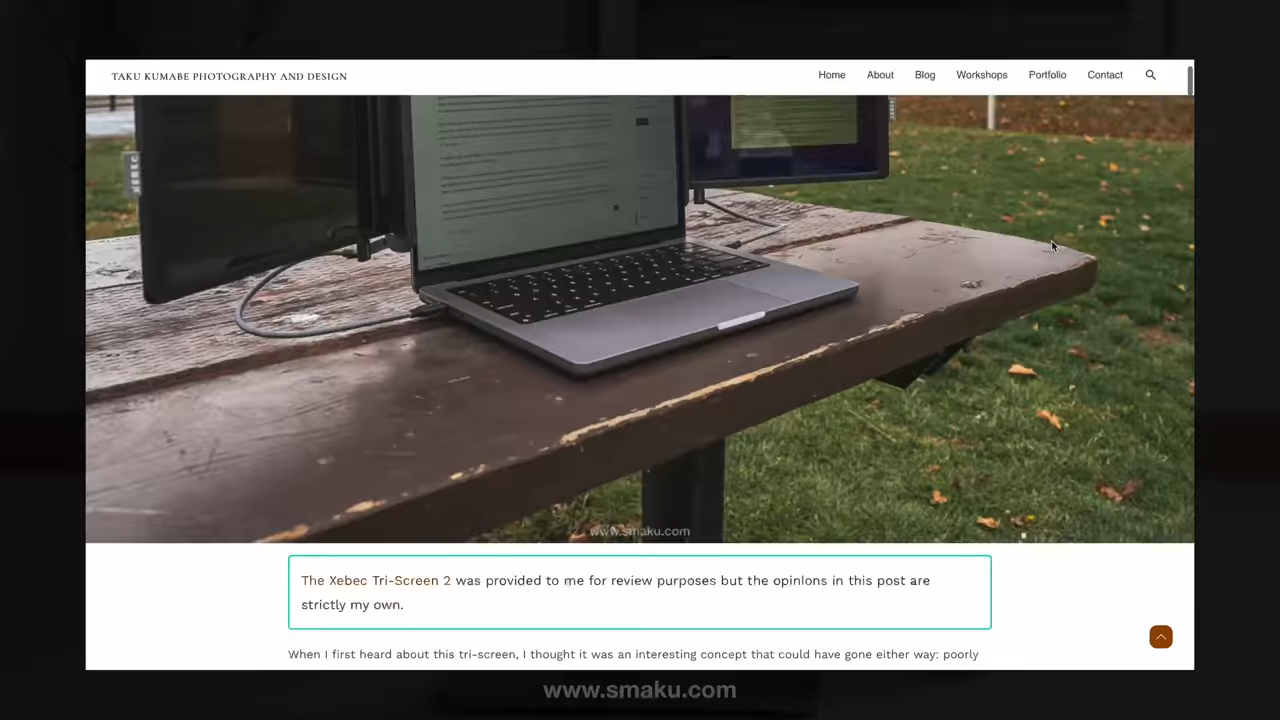 TAKU KUMABE PHOTOGRAPHY AND DESIGN
Home About Blog Workshops Portfolio Contact
www.smaku.com
The Xebec Tri-Screen 2 was provided to me for review purposes but the opinions in this post are
strictly my own.
When I first heard about this tri-screen, I thought it was an interesting concept that could have gone either way: poorly
www.smaku.com